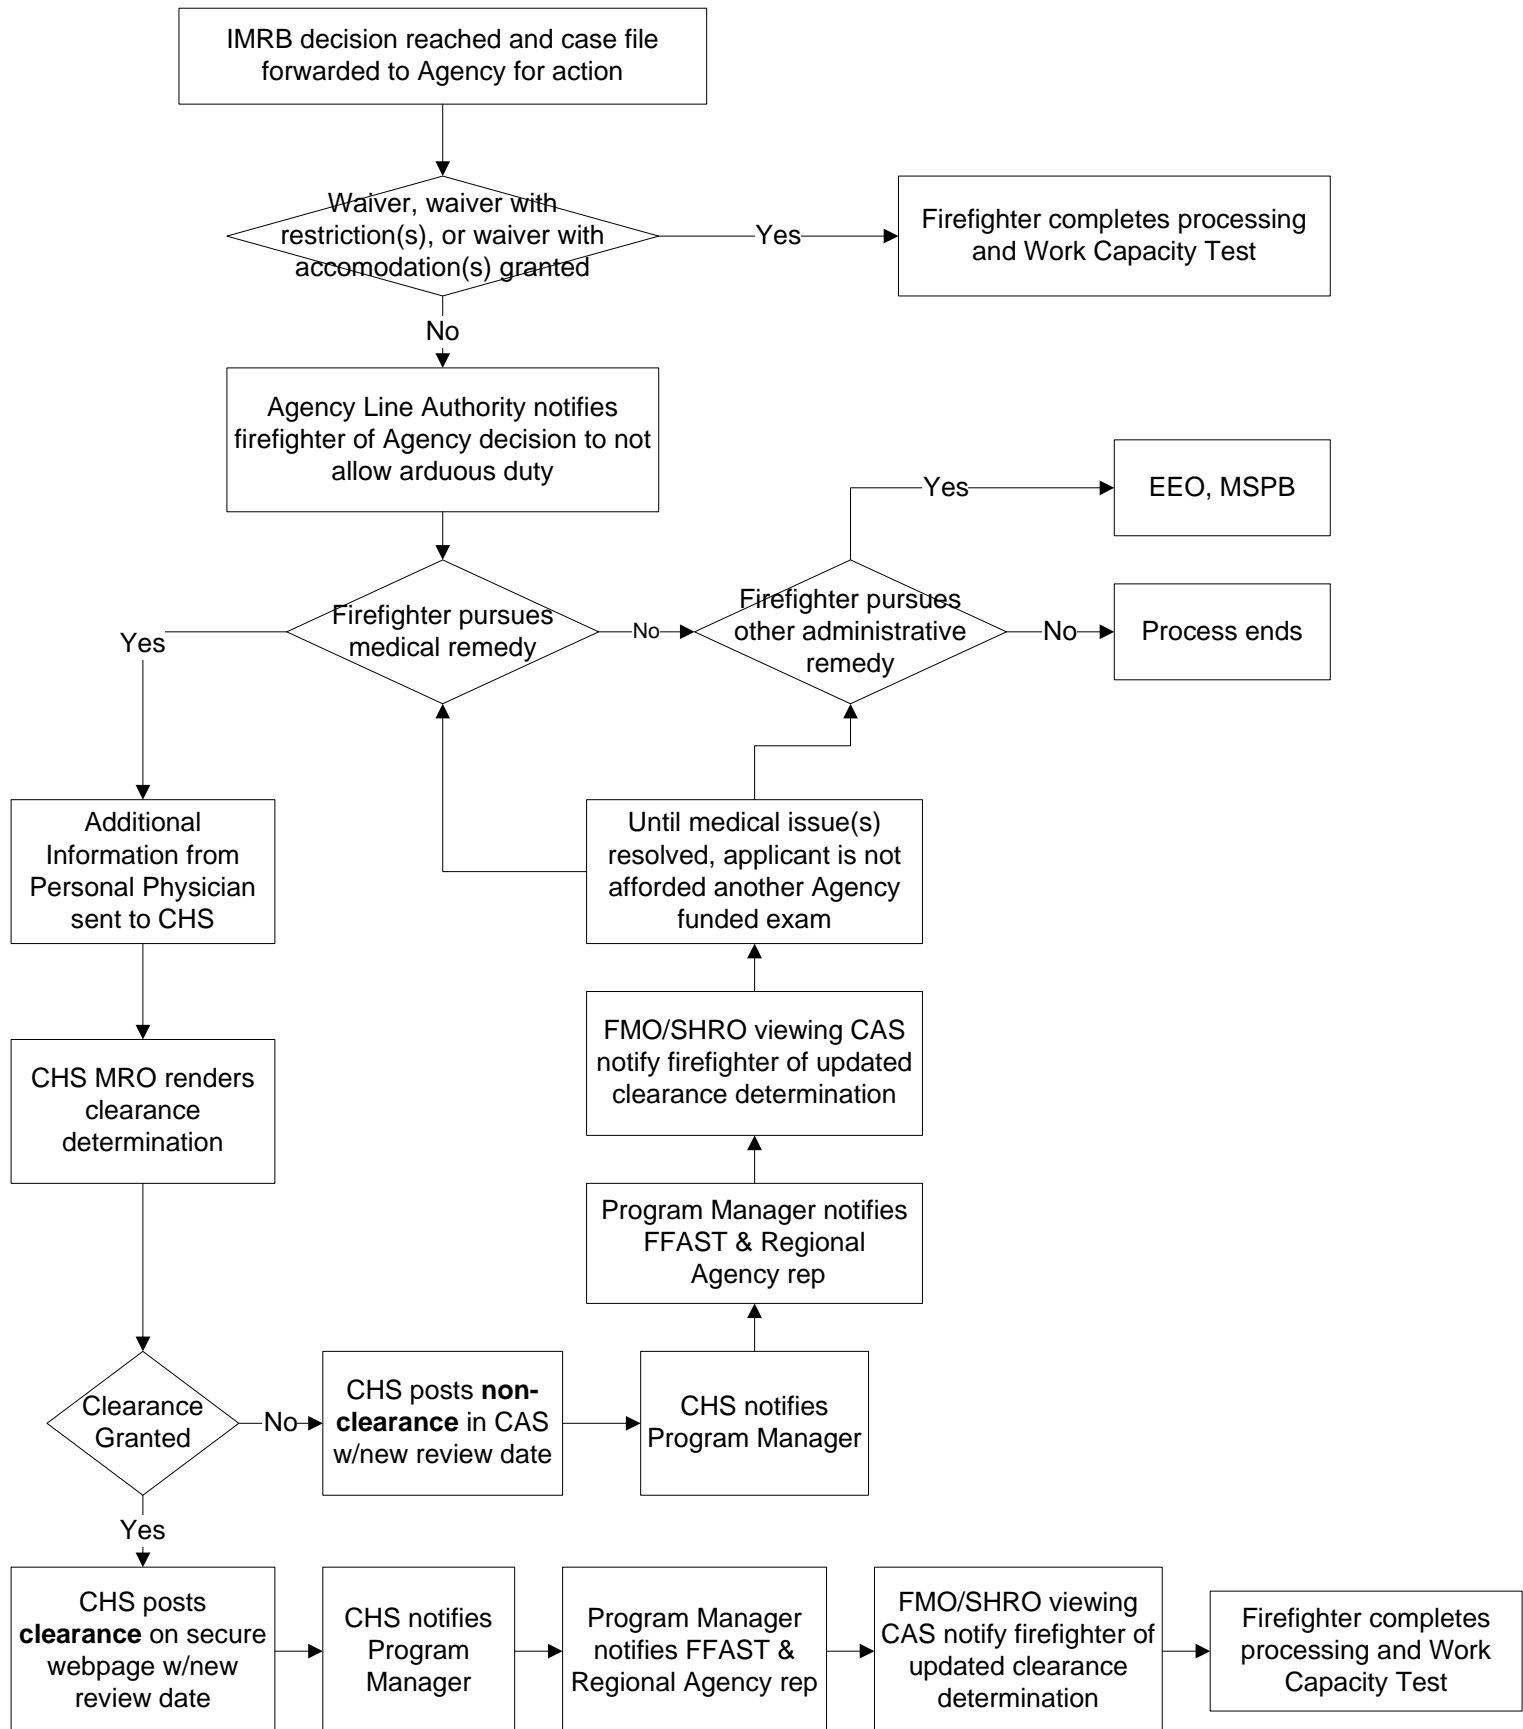 IMRB decision reached and case file
forwarded to Agency for action
Waiver, waiver with
restriction(s), or waiver with
accomodation(s) granted
Yes
Firefighter completes processing
and Work Capacity Test
No
Agency Line Authority notifies
firefighter of Agency decision to not
allow arduous duty
Yes
EEO, MSPB
Firefighter pursues
medical remedy
No
Firefighter pursues
other administrative
remedy
No
Process ends
Yes
Additional
Information from
Personal Physician
sent to CHS
Until medical issue(s)
resolved, applicant is not
afforded another Agency
funded exam
CHS MRO renders
clearance
determination
FMO/SHRO viewing CAS
notify firefighter of updated
clearance determination
Program Manager notifies
FFAST & Regional
Agency rep
Clearance
Granted
No
CHS posts non-
clearance in CAS
w/new review date
CHS notifies
Program Manager
Yes
CHS posts
clearance on secure
webpage w/new
review date
CHS notifies
Program
Manager
Program Manager
notifies FFAST &
Regional Agency rep
FMO/SHRO viewing
CAS notify firefighter of
updated clearance
determination
Firefighter completes
processing and Work
Capacity Test